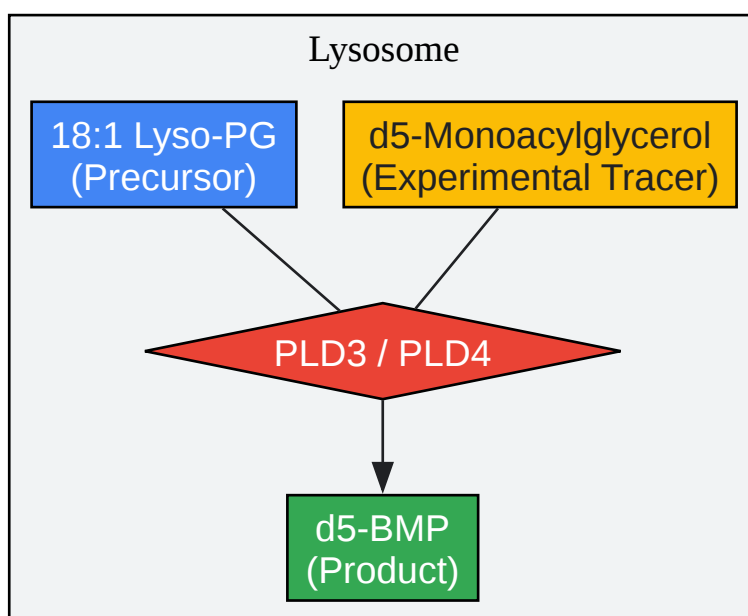 Lysosome
18:1 Lyso-PG
(Precursor)
d5-Monoacylglycerol
(Experimental Tracer)
PLD3 / PLD4
d5-BMP
(Product)